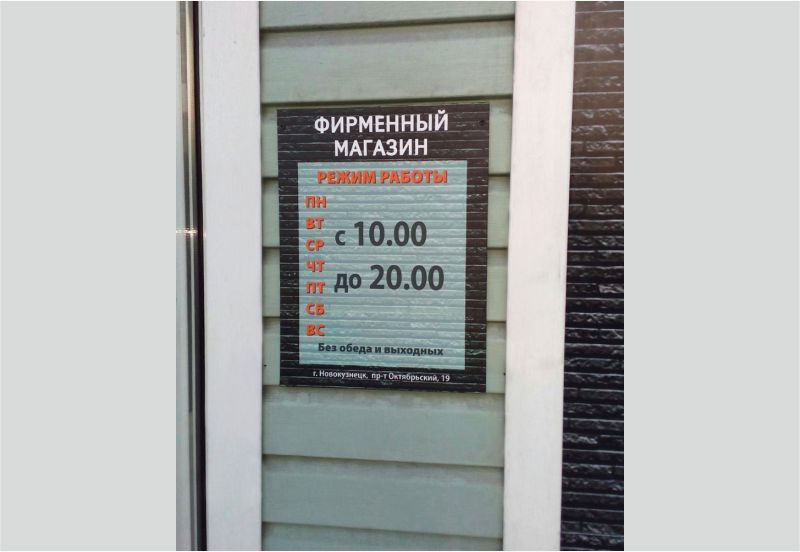 ФИРМЕННЫЙ
МАГАЗИН
РЕЖИМ РАБОТЫ
ПН
ВТ
СР
ЧТ
ПТ
СБ
ВС
с 10.00
до 20.00
Без обеда и выходных
г. Новокузнецк, пр-т Октябрьский, 19